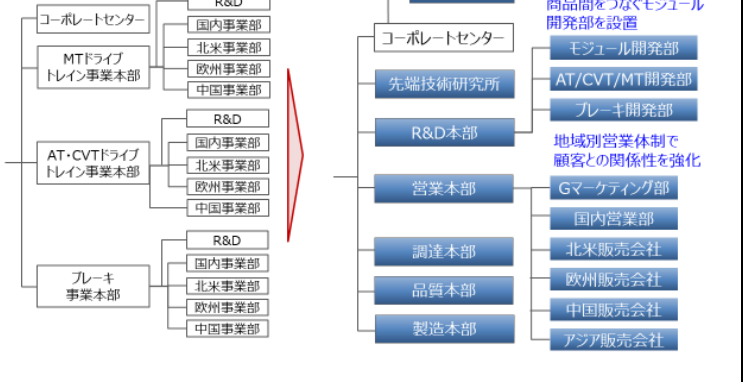 コーポレートセンター
R&D
国内事業部
北米事業部
欧州事業部
中国事業部
MTドライブ
トレイン事業本部
R&D
国内事業部
北米事業部
欧州事業部
中国事業部
AT・CVTドライブ
トレイン事業本部
R&D
国内事業部
北米事業部
欧州事業部
中国事業部
ブレーキ
事業本部
商品間をつなぐモジュール
開発部を設置
コーポレートセンター
先端技術研究所
R&D本部
モジュール開発部
AT/CVT/MT開発部
ブレーキ開発部
地域別営業体制で
顧客との関係性を強化
営業本部
Gマーケティング部
国内営業部
北米販売会社
欧州販売会社
中国販売会社
アジア販売会社
調達本部
品質本部
製造本部